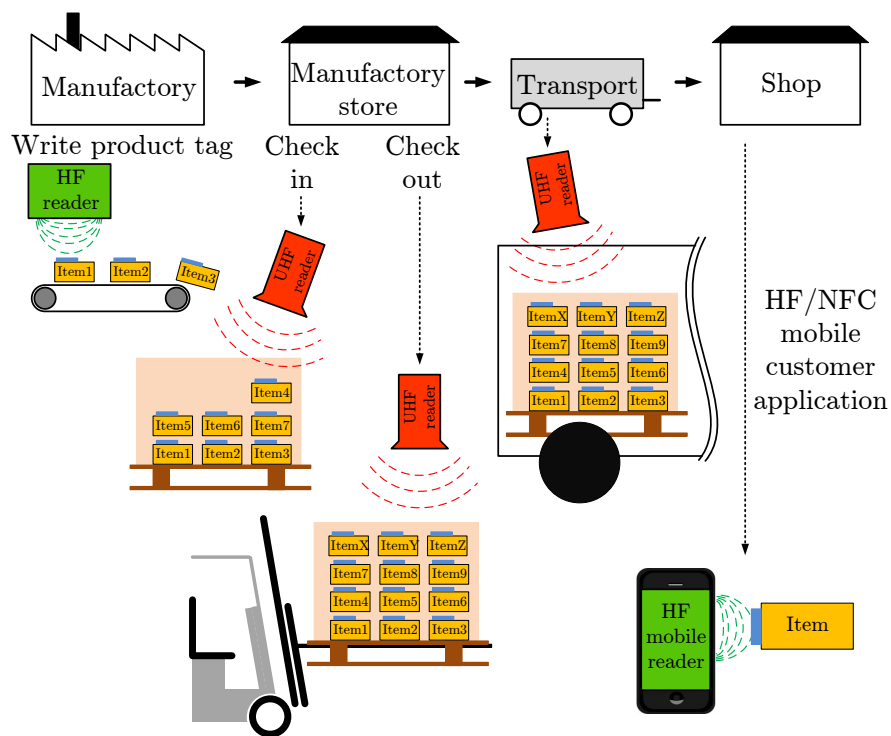 Manufactory
Manufactory
store
Transport
Shop
Write product tag
Check
in
Check
out
HF
reader
UHF
reader
UHF
reader
Item1
Item2
Item3
HF/NFC
mobile
customer
application
ItemX
ItemY
ItemZ
Item7
Item8
Item9
Item4
Item5
Item6
Item1
Item2
Item3
UHF
reader
Item4
Item5
Item6
Item7
Item1
Item2
Item3
ItemX
ItemY
ItemZ
Item7
Item8
Item9
Item4
Item5
Item6
Item1
Item2
Item3
HF
mobile
reader
Item